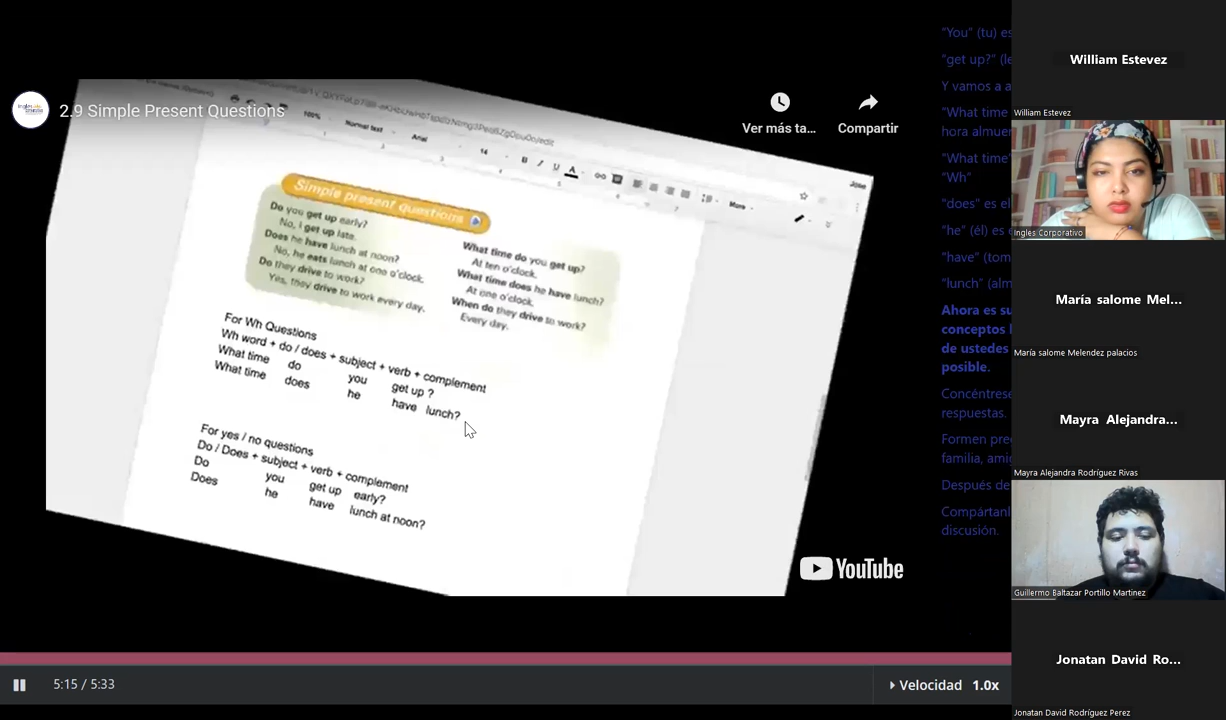 2.9 Simple Present Questions
Ver más ta...
Compartir
100%
Normal text
Arial
14
B I U A
More
Simple present questions
Do you get up early?
No, I get up late.
Does he have lunch at noon?
No, he eats lunch at one o'clock.
Do they drive to work?
Yes, they drive to work every day.
What time do you get up?
At ten o'clock.
What time does he have lunch?
At one o'clock.
When do they drive to work?
Every day.
For Wh Questions
Wh word + do / does + subject + verb + complement
What time do you get up ?
What time does he have lunch?
For yes / no questions
Do / Does + subject + verb + complement
Do you get up early?
Does he have lunch at noon?
YouTube
5:15 / 5:33
Velocidad 1.0x
"You" (tu) es
"get up?" (le
Y vamos a a
"What time
hora almuer
"What time"
"Wh"
"does" es el
"he" (él) es e
"have" (tom
"lunch" (alm
Ahora es su
conceptos l
de ustedes
posible.
Concéntrese
respuestas.
Formen pre
familia, ami
Después de
Compártanl
discusión.
William Estevez
William Estevez
Ingles Corporativo
María salome Mel...
María salome Melendez palacios
Mayra Alejandra...
Mayra Alejandra Rodríguez Rivas
Guillermo Baltazar Portillo Martinez
Jonatan David Ro...
Jonatan David Rodríguez Perez